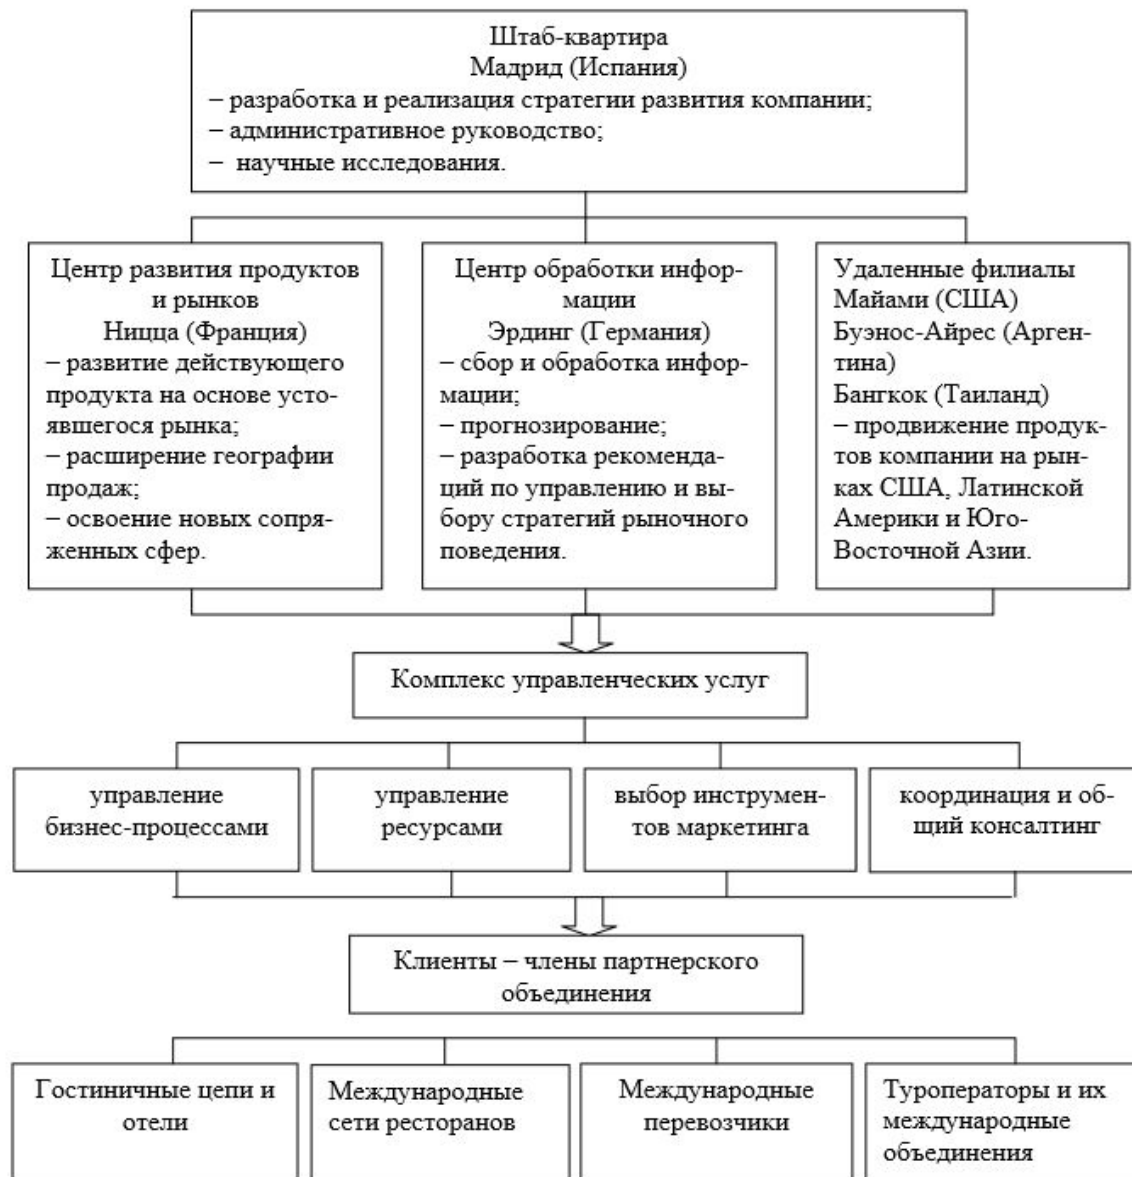 Штаб-квартира
Мадрид (Испания)
– разработка и реализация стратегии развития компании;
– административное руководство;
– научные исследования.
Центр развития продуктов
и рынков
Ницца (Франция)
– развитие действующего
продукта на основе усто-
явшегося рынка;
– расширение географии
продаж;
– освоение новых сопря-
женных сфер.
Центр обработки инфор-
мации
Эрдинг (Германия)
– сбор и обработка инфор-
мации;
– прогнозирование;
– разработка рекоменда-
ций по управлению и вы-
бору стратегий рыночного
поведения.
Удаленные филиалы
Майами (США)
Буэнос-Айрес (Арген-
тина)
Бангкок (Таиланд)
– продвижение продук-
тов компании на рын-
ках США, Латинской
Америки и Юго-
Восточной Азии.
Комплекс управленческих услуг
управление
бизнес-процессами
управление
ресурсами
выбор инструмен-
тов маркетинга
координация и об-
щий консалтинг
Клиенты – члены партнерского
объединения
Гостиничные цепи и
отели
Международные
сети ресторанов
Международные
перевозчики
Туроператоры и их
международные
объединения